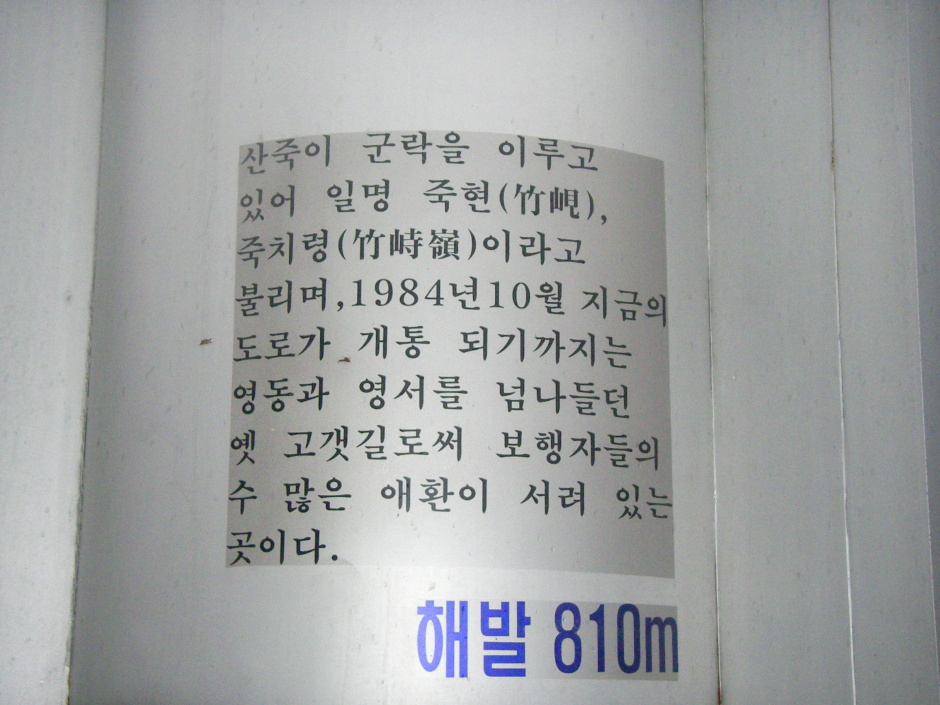 산죽이 군락을 이루고
있어 일명 죽현(竹峴),
죽치령(竹峙嶺)이라고
불리며,1984년10월 지금의
도로가 개통 되기까지는
영동과 영서를 넘나들던
옛 고갯길로써 보행자들의
수 많은 애환이 서려 있는
곳이다.
해발 810m